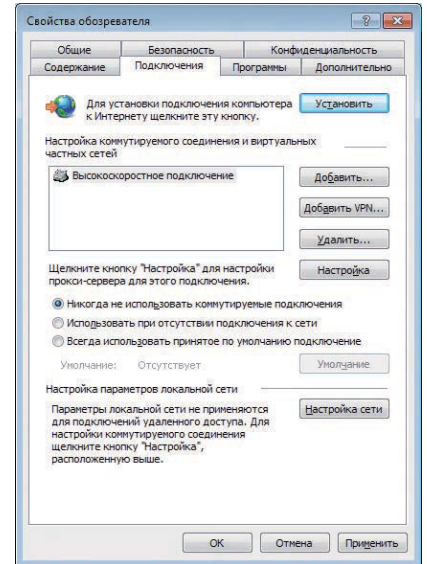 Свойства обозревателя
Общие Безопасность Конфиденциальность
Содержание Подключения Программы Дополнительно
Для установки подключения компьютера Установить
к Интернету щелкните эту кнопку.
Настройка коммутируемого соединения и виртуальных
частных сетей
Высокоскоростное подключение Добавить...
Добавить VPN...
Удалить...
Щелкните кнопку "Настройка" для настройки Настройка
прокси-сервера для этого подключения.
Никогда не использовать коммутируемые подключения
Использовать при отсутствии подключения к сети
Всегда использовать принятое по умолчанию подключение
Умолчание: Отсутствует Умолчание
Настройка параметров локальной сети
Параметры локальной сети не применяются Настройка сети
для подключений удаленного доступа. Для
настройки коммутируемого соединения
щелкните кнопку "Настройка",
расположенную выше.
ОК Отмена Применить